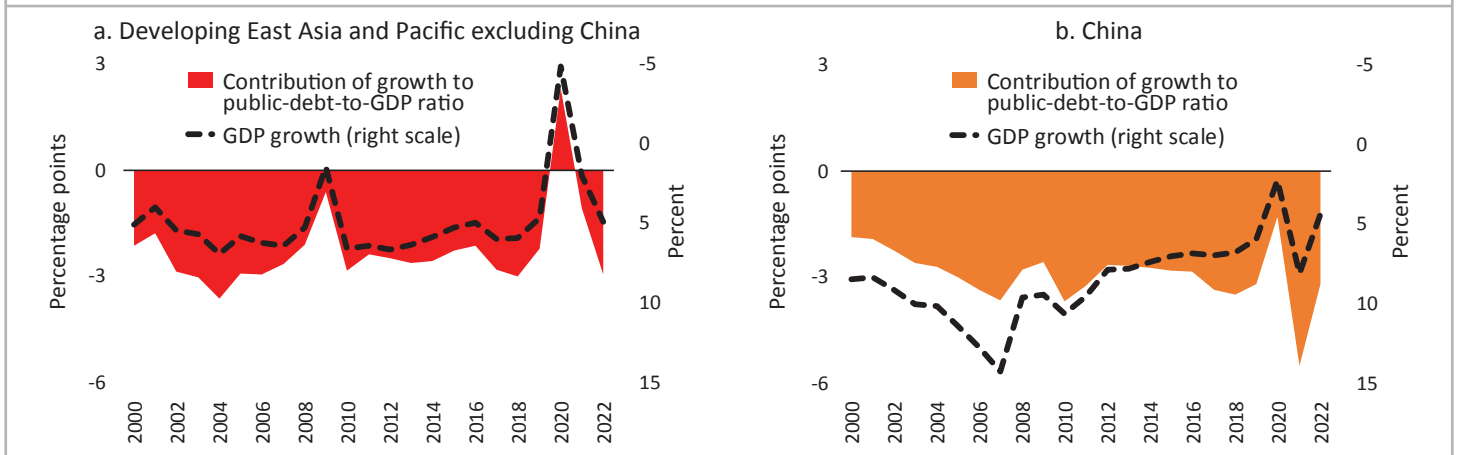 a. Developing East Asia and Pacific excluding China
3
0
-3
-6
Percentage points
Contribution of growth to
public-debt-to-GDP ratio
GDP growth (right scale)
-5
0
5
10
15
Percent
2000 2002 2004 2006 2008 2010 2012 2014 2016 2018 2020 2022
b. China
3
0
-3
-6
Percentage points
Contribution of growth to
public-debt-to-GDP ratio
GDP growth (right scale)
-5
0
5
10
15
Percent
2000 2002 2004 2006 2008 2010 2012 2014 2016 2018 2020 2022